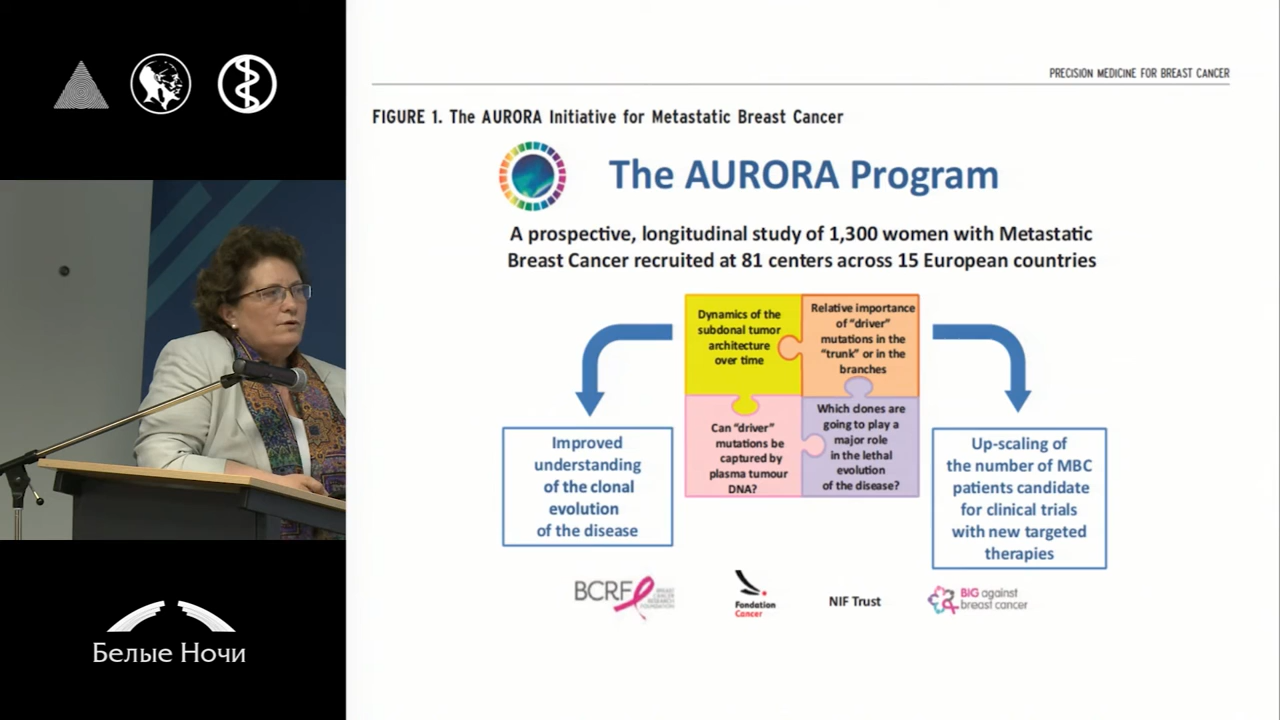 PRECISION MEDICINE FOR BREAST CANCER
FIGURE 1. The AURORA Initiative for Metastatic Breast Cancer
The AURORA Program
A prospective, longitudinal study of 1,300 women with Metastatic
Breast Cancer recruited at 81 centers across 15 European countries
Dynamics of the
subdonal tumor
architecture
over time
Relative importance
of "driver"
mutations in the
"trunk" or in the
branches
Can "driver"
mutations be
captured by
plasma tumour
DNA?
Which clones are
going to play a
major role
in the lethal
evolution
of the disease?
Improved
understanding
of the clonal
evolution
of the disease
Up-scaling of
the number of MBC
patients candidate
for clinical trials
with new targeted
therapies
BCRF
BREAST
CANCER
RESEARCH
FOUNDATION
Fondation
Cancer
NIF Trust
BIG against
breast cancer
Белые Ночи